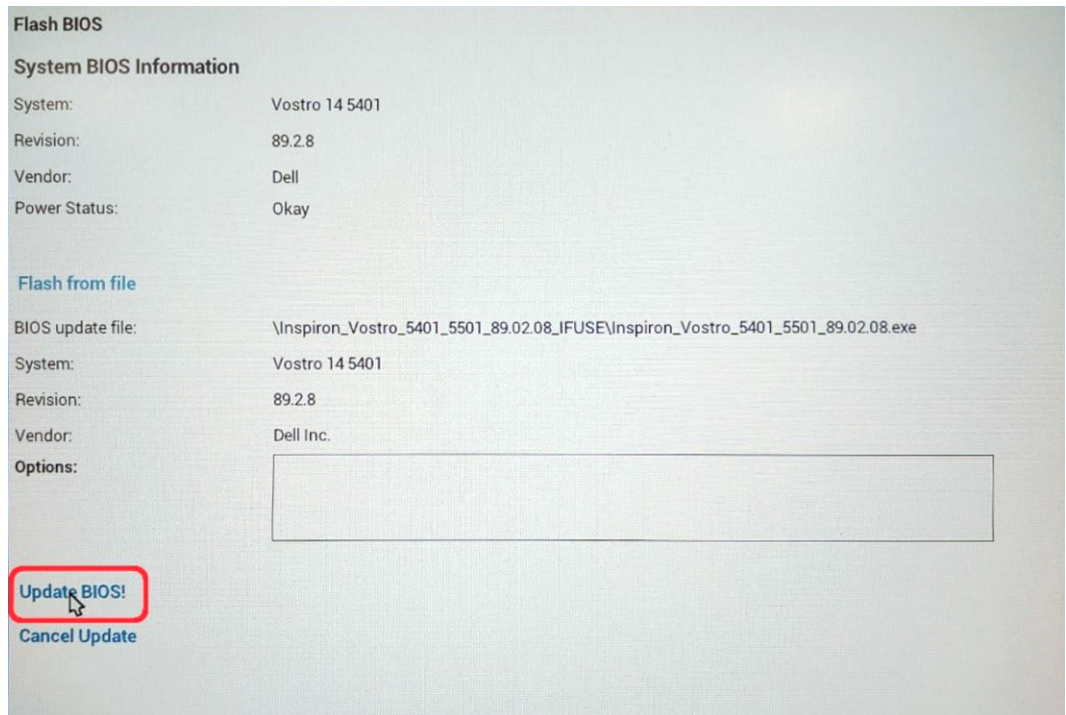 Flash BIOS
System BIOS Information
System: Vostro 14 5401
Revision: 89.2.8
Vendor: Dell
Power Status: Okay
Flash from file
BIOS update file: \Inspiron_Vostro_5401_5501_89.02.08_IFUSE\Inspiron_Vostro_5401_5501_89.02.08.exe
System: Vostro 14 5401
Revision: 89.2.8
Vendor: Dell Inc.
Options:
Update BIOS!
Cancel Update